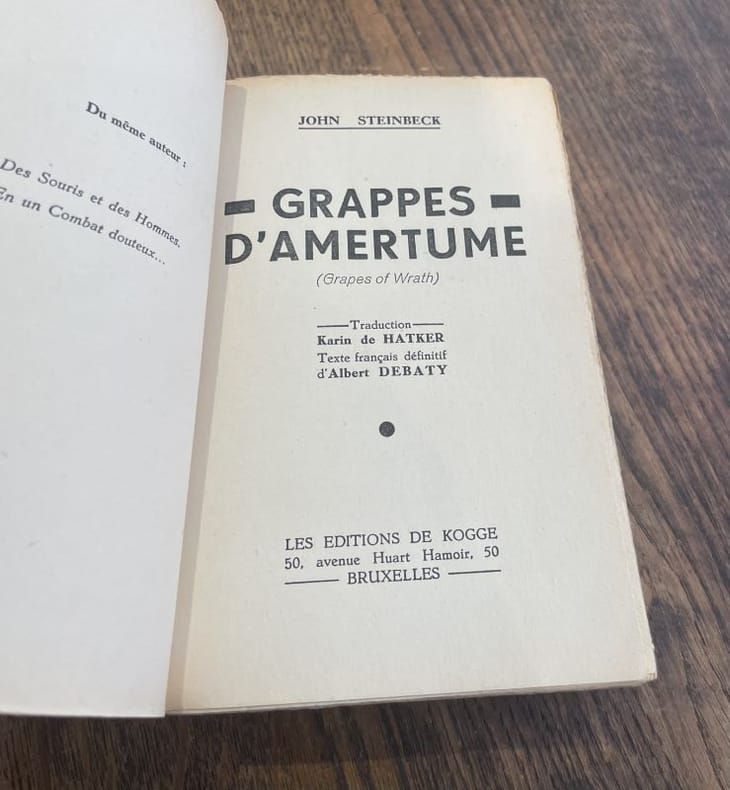 Du même auteur :
Des Souris et des Hommes.
En un Combat douteux...
JOHN STEINBECK
GRAPPES
D'AMERTUME
(Grapes of Wrath)
Traduction
Karin de HATKER
Texte français définitif
d'Albert DEBATY
LES EDITIONS DE KOGGE
50, avenue Huart Hamoir, 50
BRUXELLES